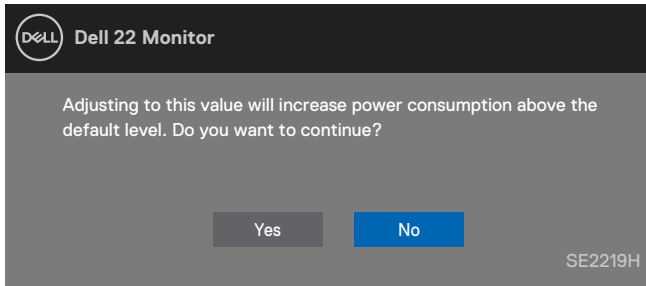 DELL Dell 22 Monitor
Adjusting to this value will increase power consumption above the
default level. Do you want to continue?
Yes No
SE2219H